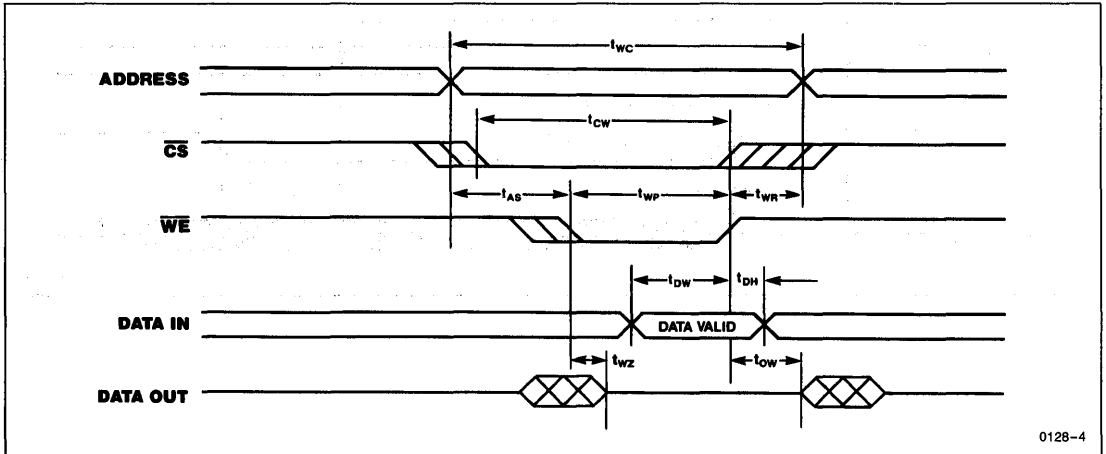 tWC
ADDRESS
tCW
CS
tAS
tWP
tWR
WE
tDW
tDH
DATA IN
DATA VALID
tWZ
tOW
DATA OUT
0128-4